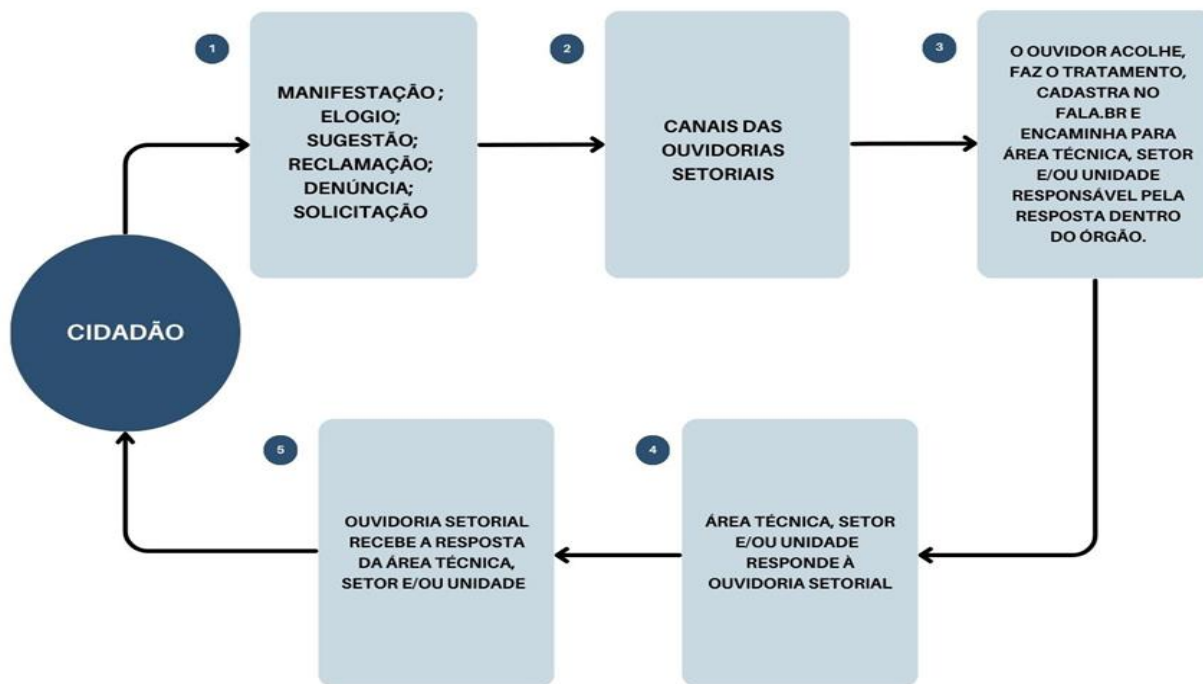 1
MANIFESTAÇÃO ;
ELOGIO;
SUGESTÃO;
RECLAMAÇÃO;
DENÚNCIA;
SOLICITAÇÃO
2
CANAIS DAS
OUVIDORIAS
SETORIAIS
3
O OUVIDOR ACOLHE,
FAZ O TRATAMENTO,
CADASTRA NO
FALA.BR E
ENCAMINHA PARA
ÁREA TÉCNICA, SETOR
E/OU UNIDADE
RESPONSÁVEL PELA
RESPOSTA DENTRO
DO ÓRGÃO.
CIDADÃO
5
OUVIDORIA SETORIAL
RECEBE A RESPOSTA
DA ÁREA TÉCNICA,
SETOR E/OU UNIDADE
4
ÁREA TÉCNICA, SETOR
E/OU UNIDADE
RESPONDE À
OUVIDORIA SETORIAL